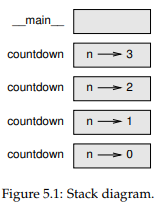 __main__
countdown n 3
countdown n 2
countdown n 1
countdown n 0
Figure 5.1: Stack diagram.